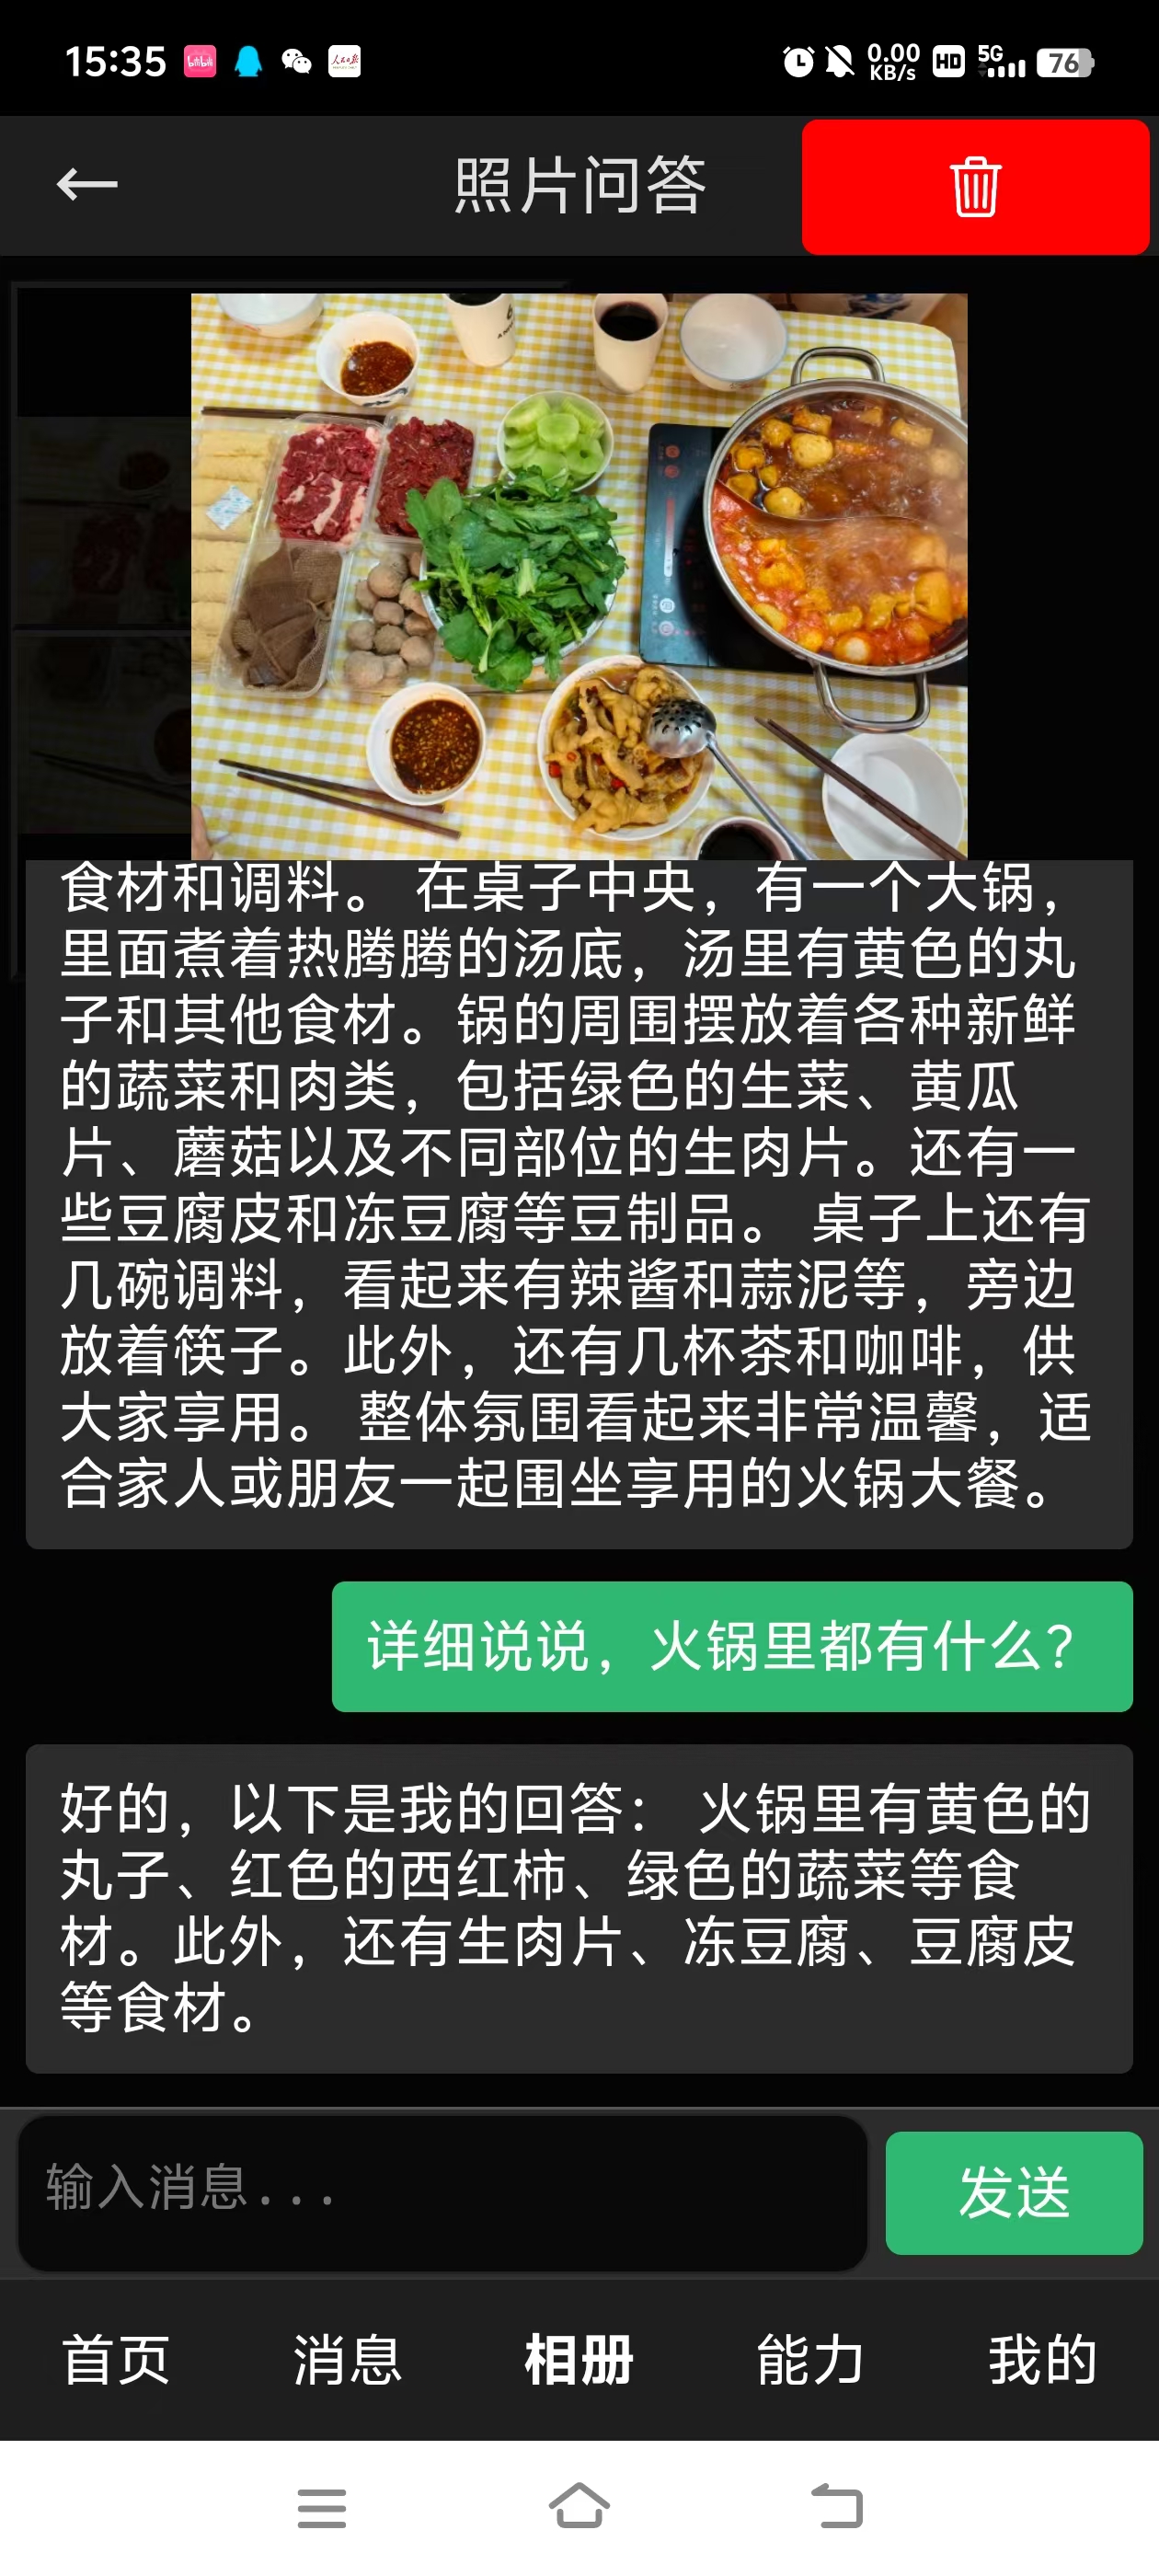 15:35
0.00
KB/s
HD
5G
76
照片问答
食材和调料。 在桌子中央，有一个大锅，
里面煮着热腾腾的汤底，汤里有黄色的丸
子和其他食材。锅的周围摆放着各种新鲜
的蔬菜和肉类，包括绿色的生菜、黄瓜
片、蘑菇以及不同部位的生肉片。还有一
些豆腐皮和冻豆腐等豆制品。 桌子上还有
几碗调料，看起来有辣酱和蒜泥等，旁边
放着筷子。此外，还有几杯茶和咖啡，供
大家享用。 整体氛围看起来非常温馨，适
合家人或朋友一起围坐享用的火锅大餐。
详细说说，火锅里都有什么？
好的，以下是我的回答： 火锅里有黄色的
丸子、红色的西红柿、绿色的蔬菜等食
材。此外，还有生肉片、冻豆腐、豆腐皮
等食材。
输入消息...
发送
首页
消息
相册
能力
我的